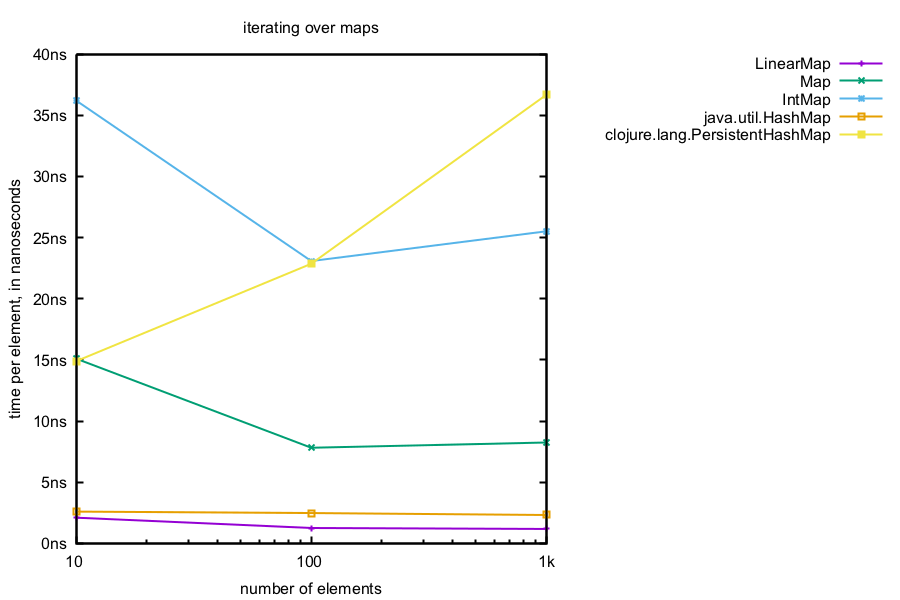 iterating over maps
40ns
35ns
30ns
25ns
20ns
15ns
10ns
5ns
0ns
time per element, in nanoseconds
10
100
1k
number of elements
LinearMap
Map
IntMap
java.util.HashMap
clojure.lang.PersistentHashMap